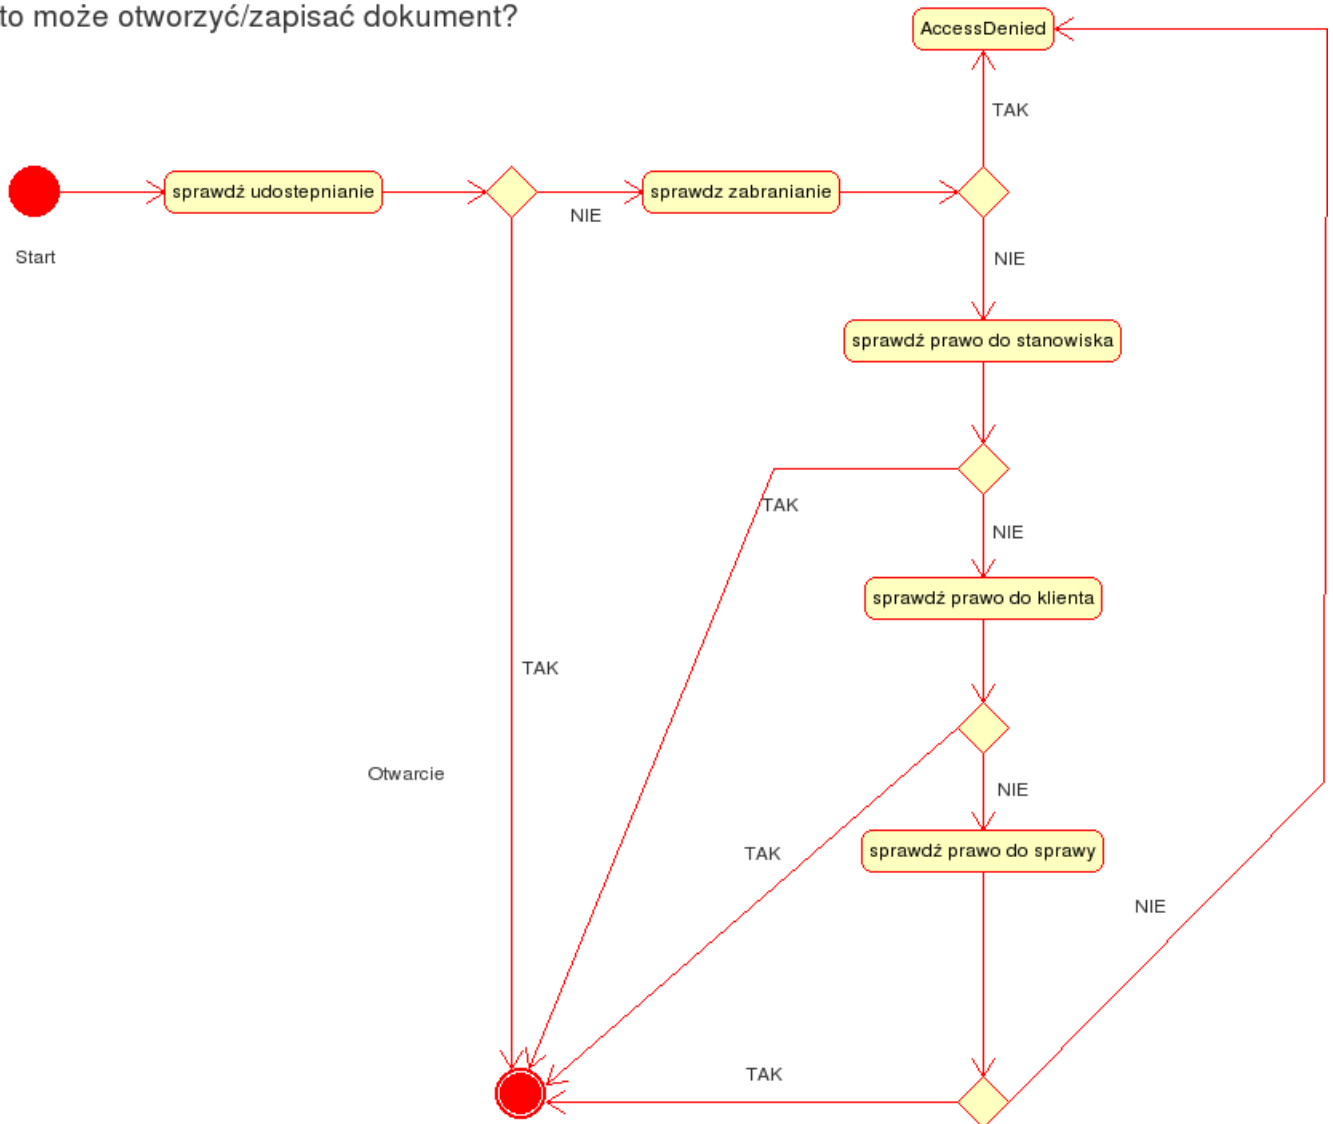 to może otworzyć/zapisać dokument?
AccessDenied
TAK
sprawdź udostepnianie
NIE
sprawdz zabranianie
Start
NIE
sprawdź prawo do stanowiska
TAK
NIE
sprawdź prawo do klienta
TAK
Otwarcie
NIE
TAK
sprawdź prawo do sprawy
NIE
TAK